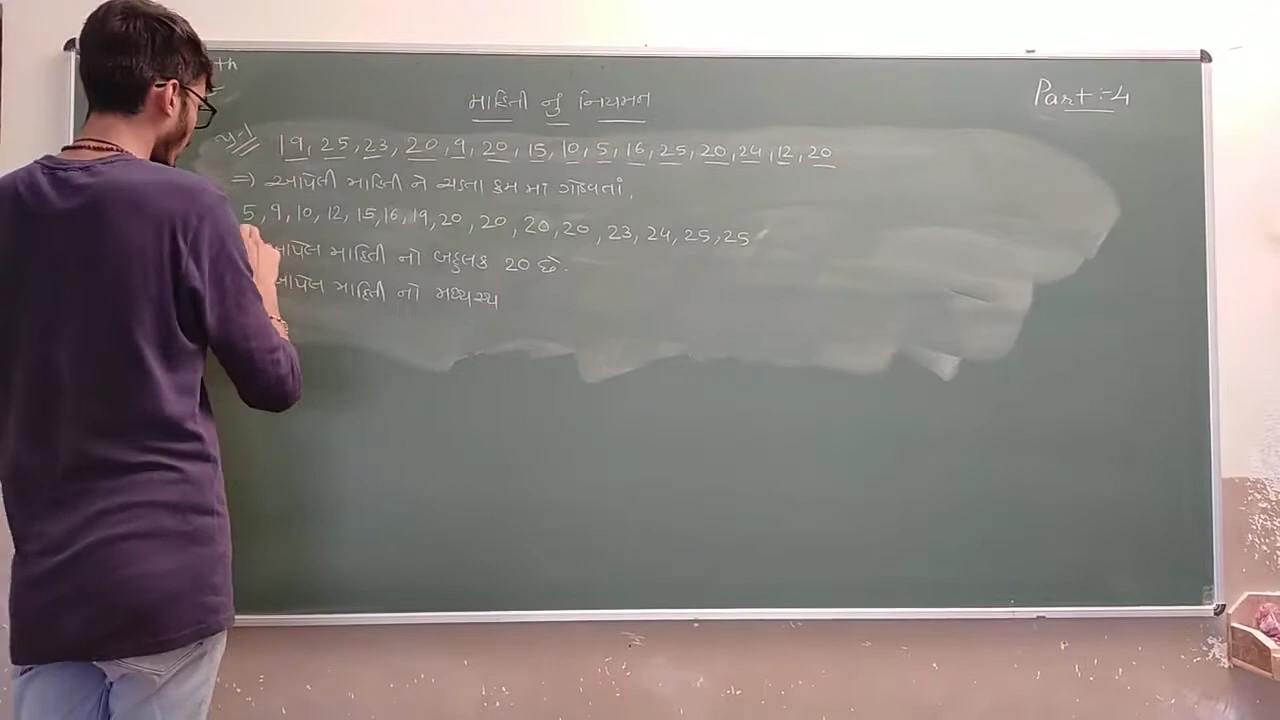 th
Part :- 4
માહિતી નું નિયમન
પ્ર-1 19, 25, 23, 20, 9, 20, 15, 10, 5, 16, 25, 20, 24, 12, 20
⇒ આપેલી માહિતી ને ચડતા ક્રમ માં ગોઠવતાં,
5, 9, 10, 12, 15, 16, 19, 20, 20, 20, 20, 23, 24, 25, 25
આપેલ માહિતી નો બહુલક 20 છે.
આપેલ માહિતી નો મધ્યસ્થ